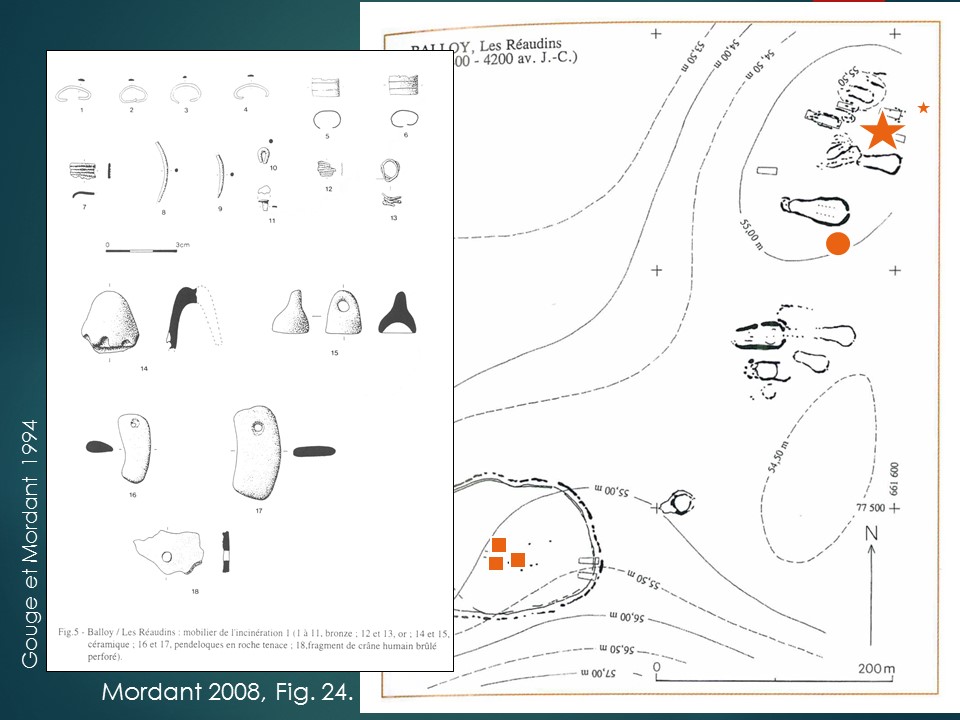 BALLOY, Les Réaudins
00 - 4200 av. J.-C.)
53,50 m
54,00 m
54,50 m
55,50
55,00 m
54,50 m
55,00 m
55,50 m
56,00 m
56,50 m
57,00 m
661 600
77 500
N
0 200 m
1 2 3 4 5 6
7 8 9 10 11 12 13
0 3cm
14 15
16 17
18
Fig.5 - Balloy / Les Réaudins : mobilier de l'incinération 1 (1 à 11, bronze ; 12 et 13, or ; 14 et 15,
céramique ; 16 et 17, pendeloques en roche tenace ; 18,fragment de crâne humain brûlé
perforé).
Gouge et Mordant 1994
Mordant 2008, Fig. 24.